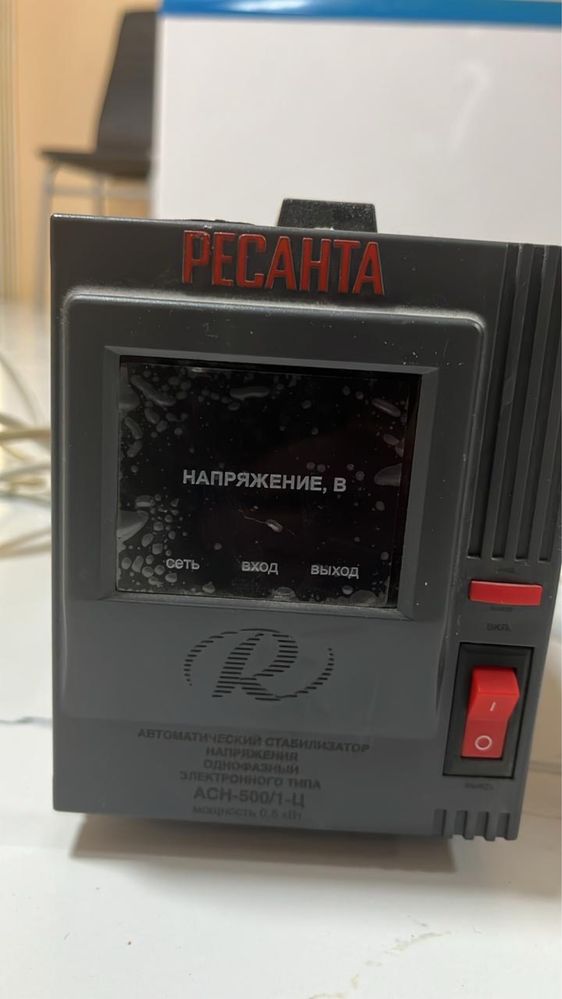 РЕСАНТА
НАПРЯЖЕНИЕ, В
сеть вход выход
ВКЛ.
I
O
ВЫКЛ.
R
АВТОМАТИЧЕСКИЙ СТАБИЛИЗАТОР
НАПРЯЖЕНИЯ
ОДНОФАЗНЫЙ
ЭЛЕКТРОННОГО ТИПА
АСН-500/1-Ц
мощность 0,5 кВт